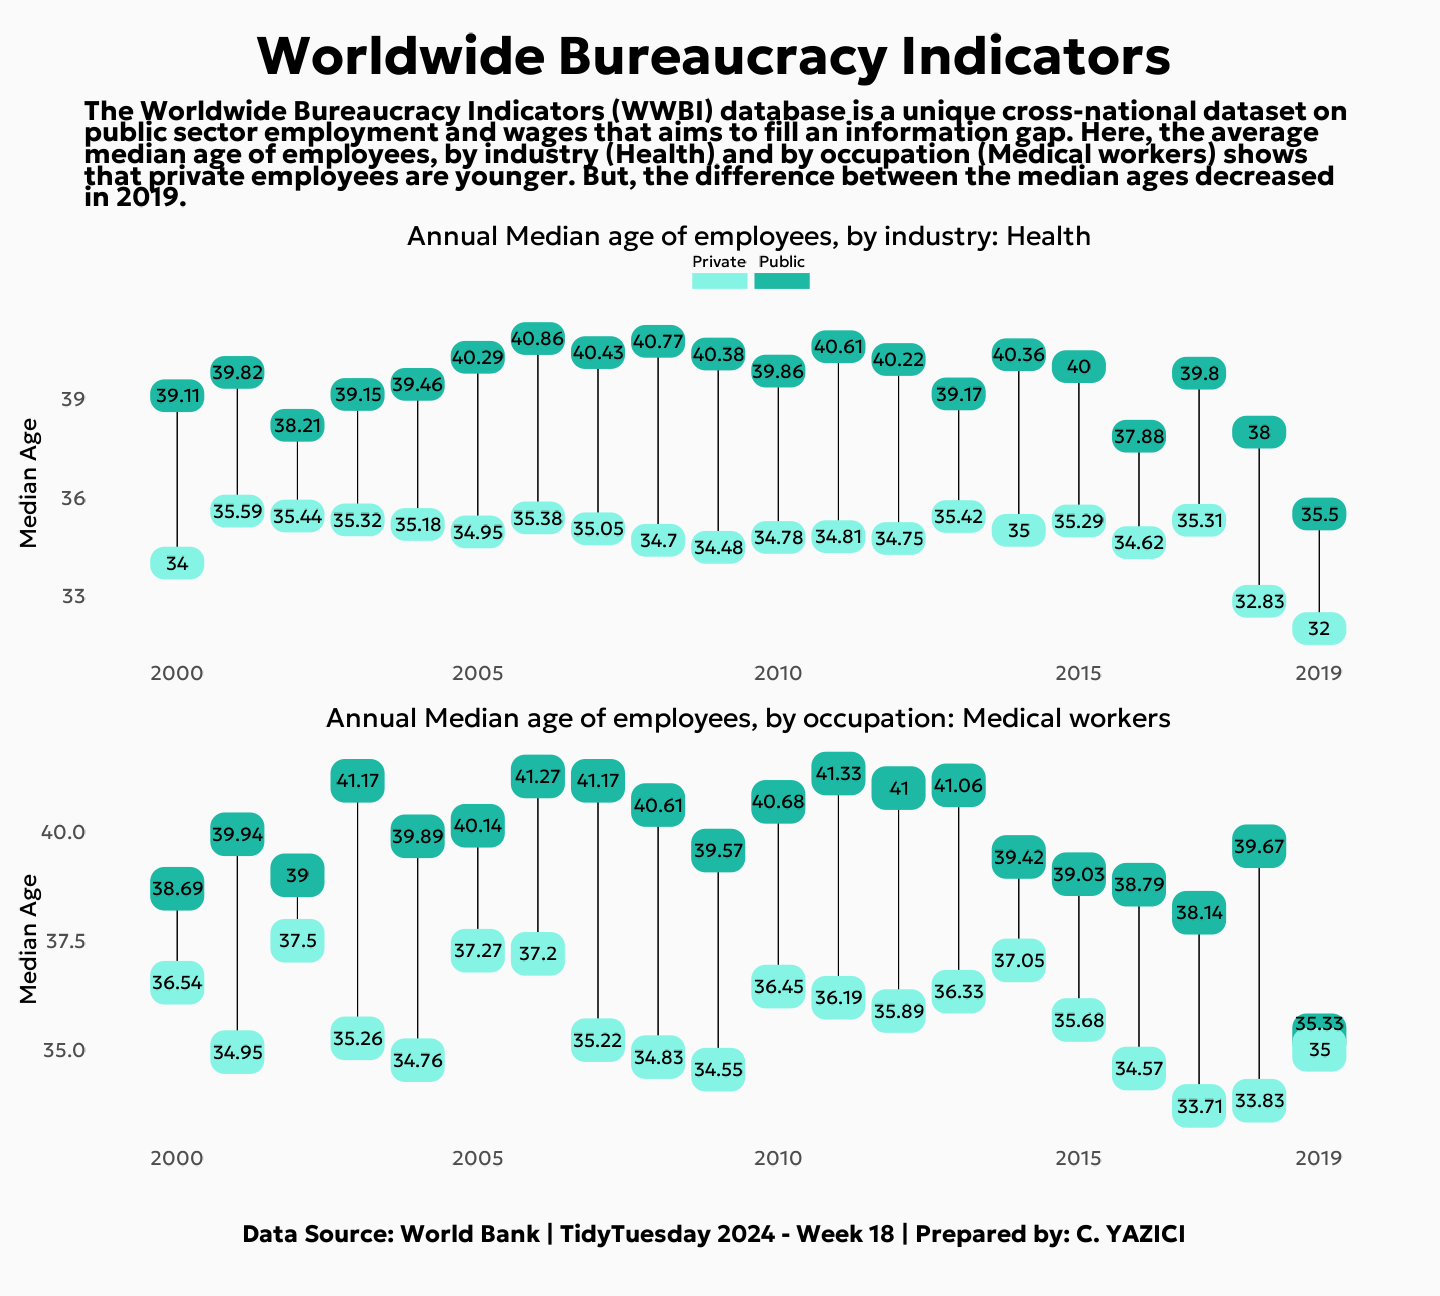 Worldwide Bureaucracy Indicators
The Worldwide Bureaucracy Indicators (WWBI) database is a unique cross-national dataset on
public sector employment and wages that aims to fill an information gap. Here, the average
median age of employees, by industry (Health) and by occupation (Medical workers) shows
that private employees are younger. But, the difference between the median ages decreased
in 2019.
Annual Median age of employees, by industry: Health
Private Public
39.11 39.82 38.21 39.15 39.46 40.29 40.86 40.43 40.77 40.38 39.86 40.61 40.22 39.17 40.36 40 37.88 39.8 38 35.5
34 35.59 35.44 35.32 35.18 34.95 35.38 35.05 34.7 34.48 34.78 34.81 34.75 35.42 35 35.29 34.62 35.31 32.83 32
Median Age
39
36
33
2000 2005 2010 2015 2019
Annual Median age of employees, by occupation: Medical workers
38.69 39.94 39 41.17 39.89 40.14 41.27 41.17 40.61 39.57 40.68 41.33 41 41.06 39.42 39.03 38.79 38.14 39.67 35.33
36.54 34.95 37.5 35.26 34.76 37.27 37.2 35.22 34.83 34.55 36.45 36.19 35.89 36.33 37.05 35.68 34.57 33.71 33.83 35
Median Age
40.0
37.5
35.0
2000 2005 2010 2015 2019
Data Source: World Bank | TidyTuesday 2024 - Week 18 | Prepared by: C. YAZICI